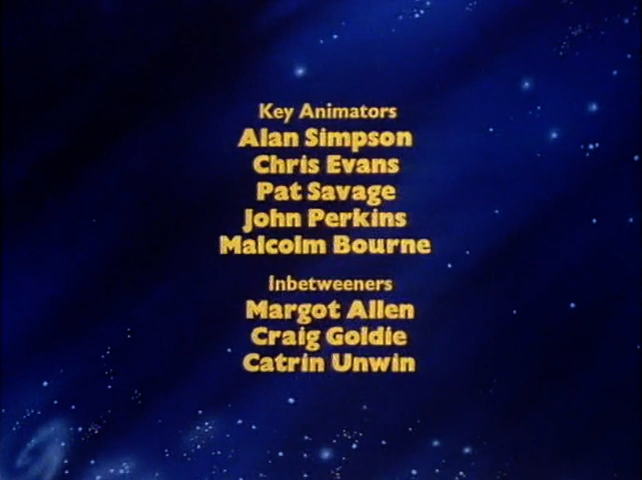 Key Animators
Alan Simpson
Chris Evans
Pat Savage
John Perkins
Malcolm Bourne
Inbetweeners
Margot Allen
Craig Goldie
Catrin Unwin